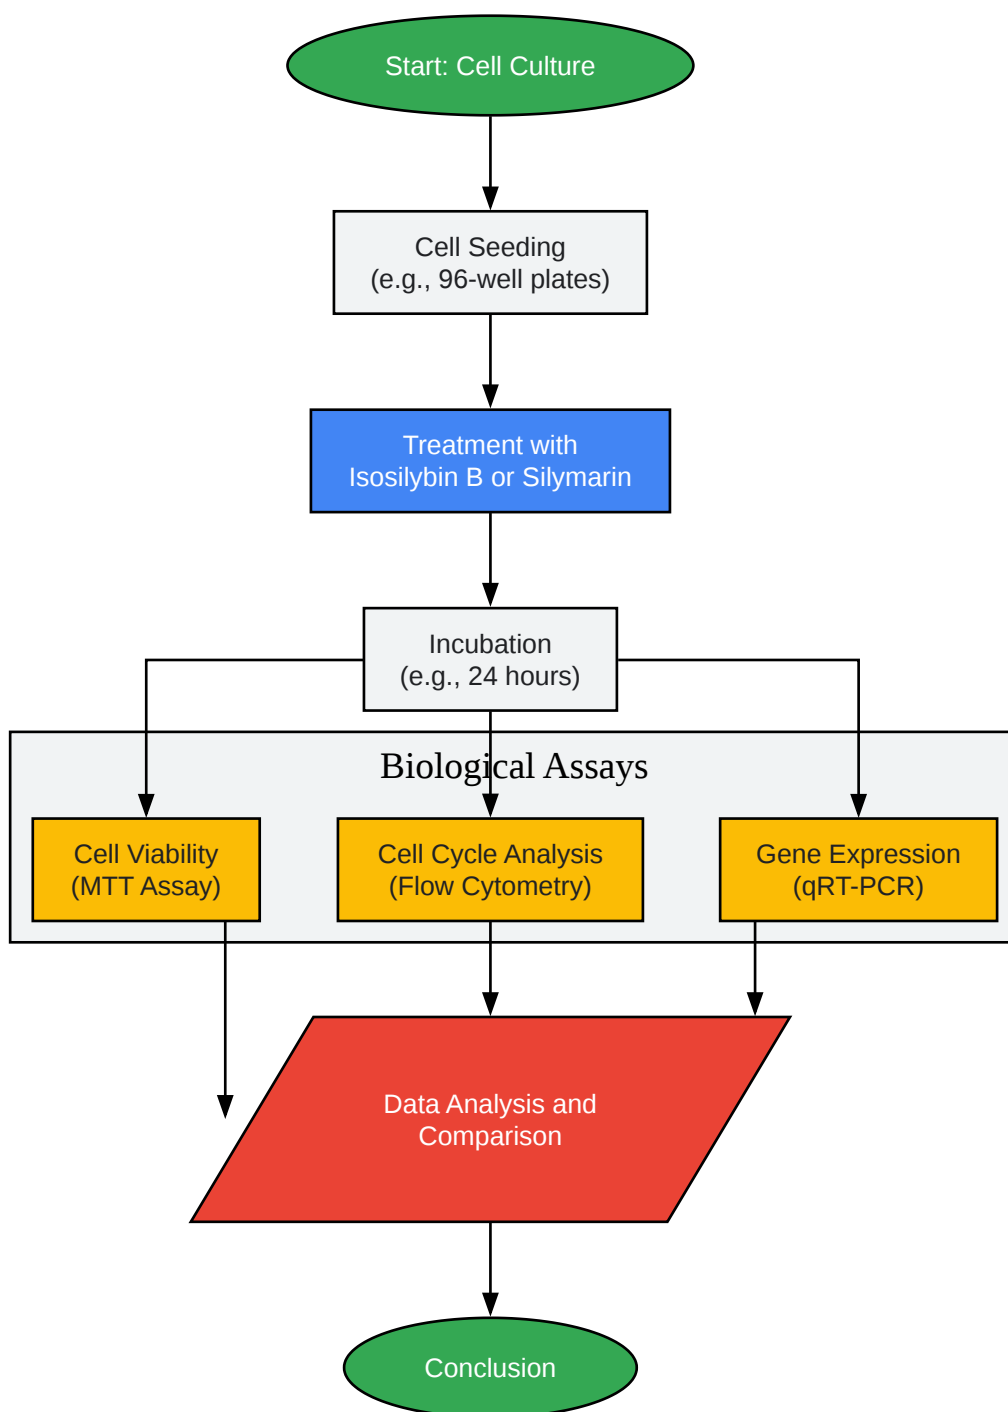 Start: Cell Culture
Cell Seeding
(e.g., 96-well plates)
Treatment with
Isosilybin B or Silymarin
Incubation
(e.g., 24 hours)
Biological Assays
Cell Viability
(MTT Assay)
Cell Cycle Analysis
(Flow Cytometry)
Gene Expression
(qRT-PCR)
Data Analysis and
Comparison
Conclusion